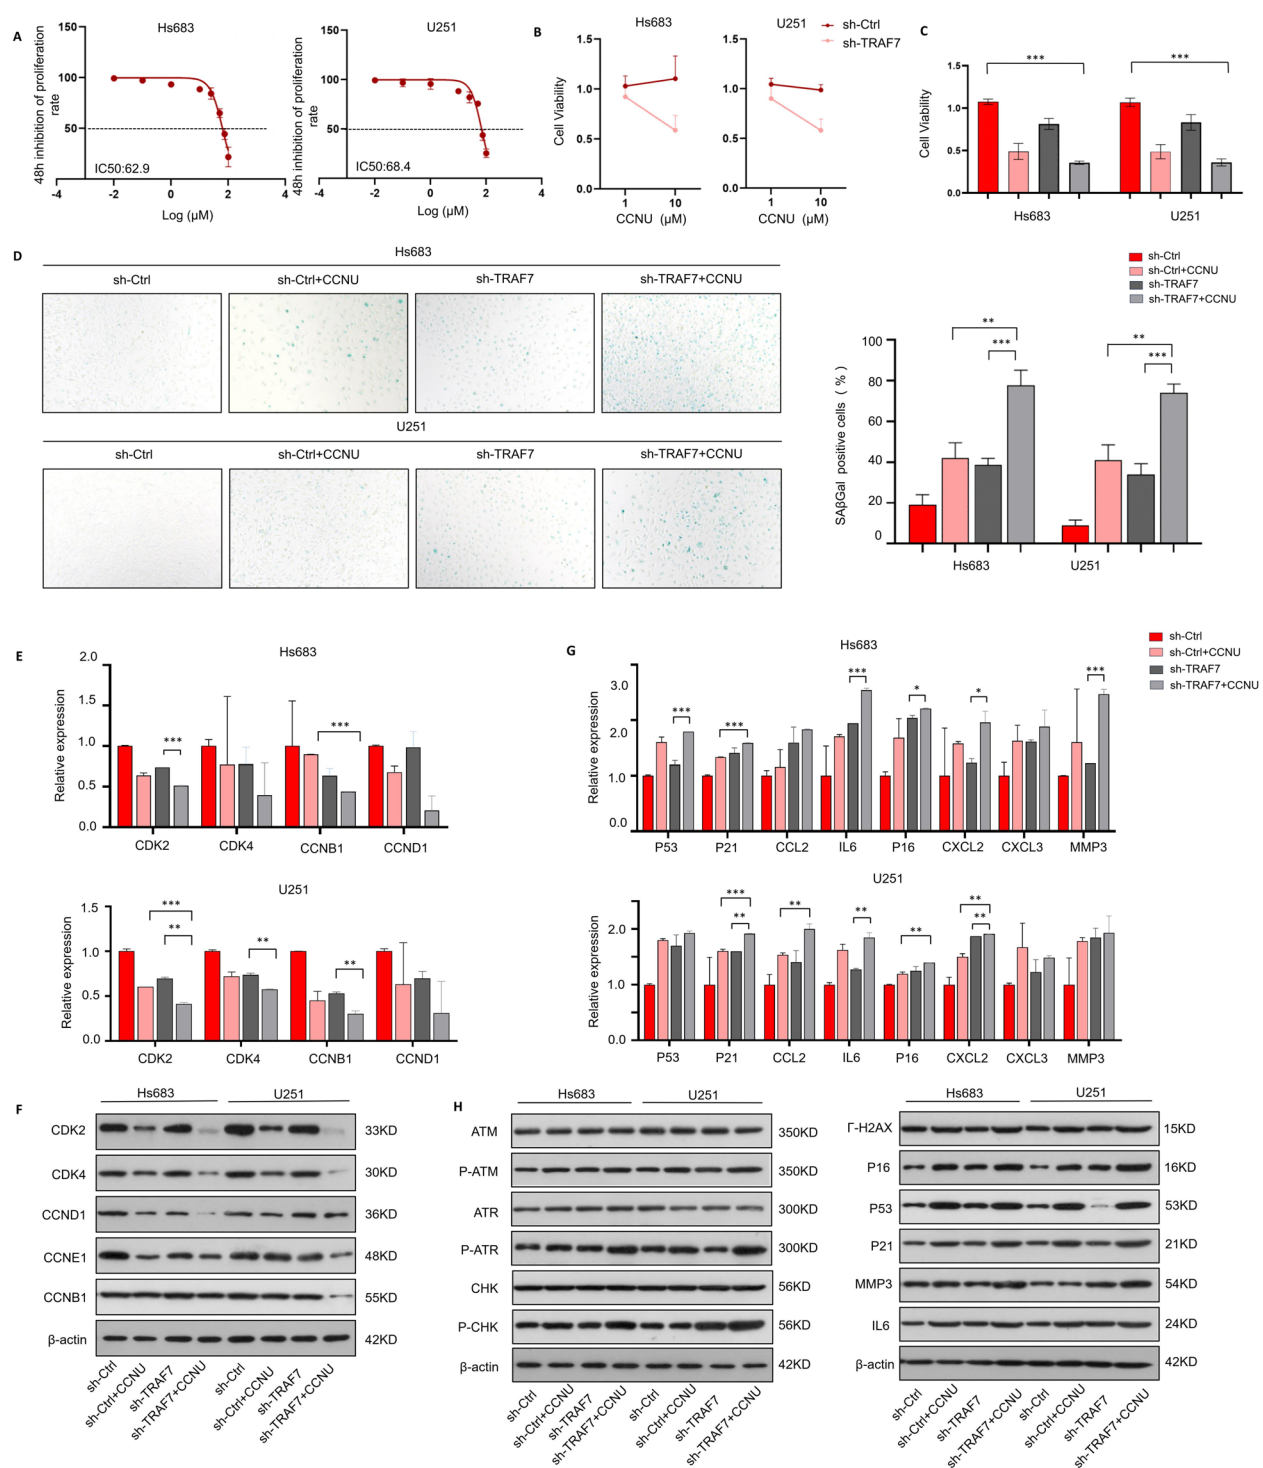 A
Hs683
48h inhibition of proliferation
rate
150
100
50
IC50:62.9
-4
-2
0
2
4
Log (μM)
U251
48h inhibition of proliferation
rate
150
100
50
IC50:68.4
-4
-2
0
2
4
Log (μM)
B
Hs683
Cell Viability
1.5
1.0
0.5
0.0
1
10
CCNU (μM)
U251
1.5
1.0
0.5
0.0
1
10
CCNU (μM)
sh-Ctrl
sh-TRAF7
C
Cell Viability
1.5
1.0
0.5
0.0
***
***
Hs683
U251
sh-Ctrl
sh-Ctrl+CCNU
sh-TRAF7
sh-TRAF7+CCNU
D
Hs683
sh-Ctrl
sh-Ctrl+CCNU
sh-TRAF7
sh-TRAF7+CCNU
U251
sh-Ctrl
sh-Ctrl+CCNU
sh-TRAF7
sh-TRAF7+CCNU
SAβGal positive cells (%)
100
80
60
40
20
0
**
***
**
***
Hs683
U251
E
Hs683
Relative expression
2.0
1.5
1.0
0.5
0.0
***
***
CDK2
CDK4
CCNB1
CCND1
U251
Relative expression
1.5
1.0
0.5
0.0
***
**
**
**
CDK2
CDK4
CCNB1
CCND1
G
Hs683
sh-Ctrl
sh-Ctrl+CCNU
sh-TRAF7
sh-TRAF7+CCNU
Relative expression
3.0
2.0
1.0
0.0
***
***
***
*
*
***
P53
P21
CCL2
IL6
P16
CXCL2
CXCL3
MMP3
U251
Relative expression
2.0
1.0
0.0
***
**
**
**
**
**
**
P53
P21
CCL2
IL6
P16
CXCL2
CXCL3
MMP3
F
Hs683
U251
CDK2
33KD
CDK4
30KD
CCND1
36KD
CCNE1
48KD
CCNB1
55KD
β-actin
42KD
sh-Ctrl
sh-Ctrl+CCNU
sh-TRAF7
sh-TRAF7+CCNU
sh-Ctrl
sh-Ctrl+CCNU
sh-TRAF7
sh-TRAF7+CCNU
H
Hs683
U251
ATM
350KD
P-ATM
350KD
ATR
300KD
P-ATR
300KD
CHK
56KD
P-CHK
56KD
β-actin
42KD
sh-Ctrl
sh-Ctrl+CCNU
sh-TRAF7
sh-TRAF7+CCNU
sh-Ctrl
sh-Ctrl+CCNU
sh-TRAF7
sh-TRAF7+CCNU
Hs683
U251
Γ-H2AX
15KD
P16
16KD
P53
53KD
P21
21KD
MMP3
54KD
IL6
24KD
β-actin
42KD
sh-Ctrl
sh-Ctrl+CCNU
sh-TRAF7
sh-TRAF7+CCNU
sh-Ctrl
sh-Ctrl+CCNU
sh-TRAF7
sh-TRAF7+CCNU